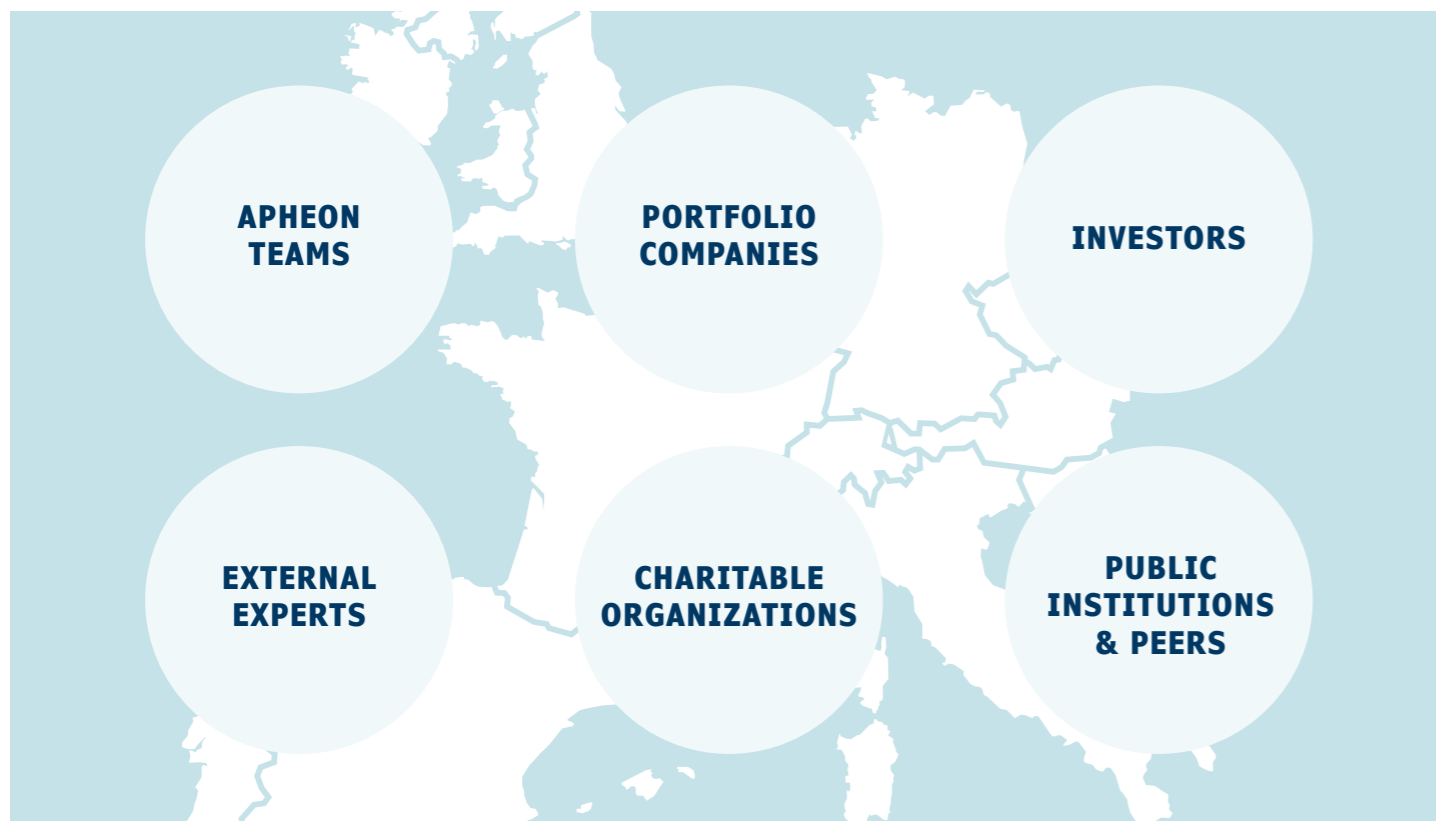 APHEON
TEAMS
PORTFOLIO
COMPANIES
INVESTORS
EXTERNAL
EXPERTS
CHARITABLE
ORGANIZATIONS
PUBLIC
INSTITUTIONS
& PEERS